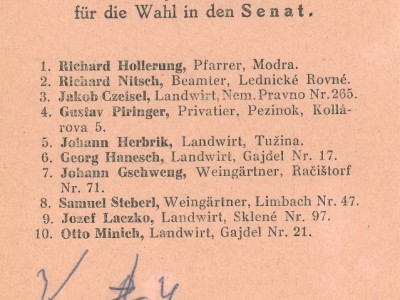 für die Wahl in den Senat.
1. Richard Hollerung, Pfarrer, Modra.
2. Richard Nitsch, Beamter, Lednické Rovné.
3. Jakob Czeisel, Landwirt, Nem. Pravno Nr. 265.
4. Gustav Piringer, Privatier, Pezinok, Kollá-
rova 5.
5. Johann Herbrik, Landwirt, Tužina.
6. Georg Hanesch, Landwirt, Gajdel Nr. 17.
7. Johann Gschweng, Weingärtner, Račištorf
Nr. 71.
8. Samuel Steberl, Weingärtner, Limbach Nr. 47.
9. Jozef Laczko, Landwirt, Sklené Nr. 97.
10. Otto Minich, Landwirt, Gajdel Nr. 21.